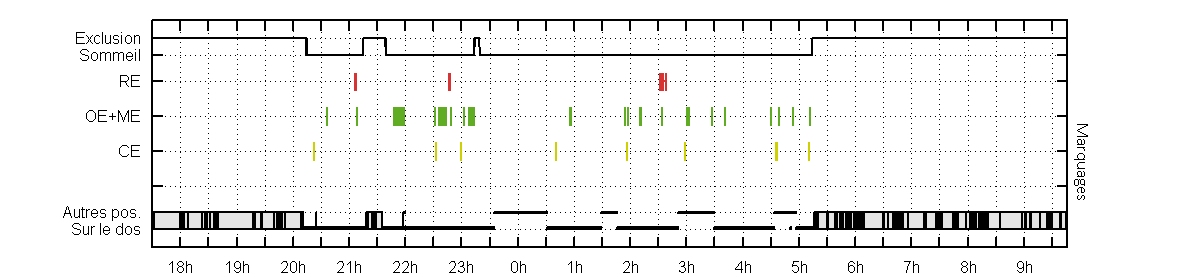 Exclusion
Sommeil
RE
OE+ME
CE
Marquages
Autres pos.
Sur le dos
18h 19h 20h 21h 22h 23h 0h 1h 2h 3h 4h 5h 6h 7h 8h 9h